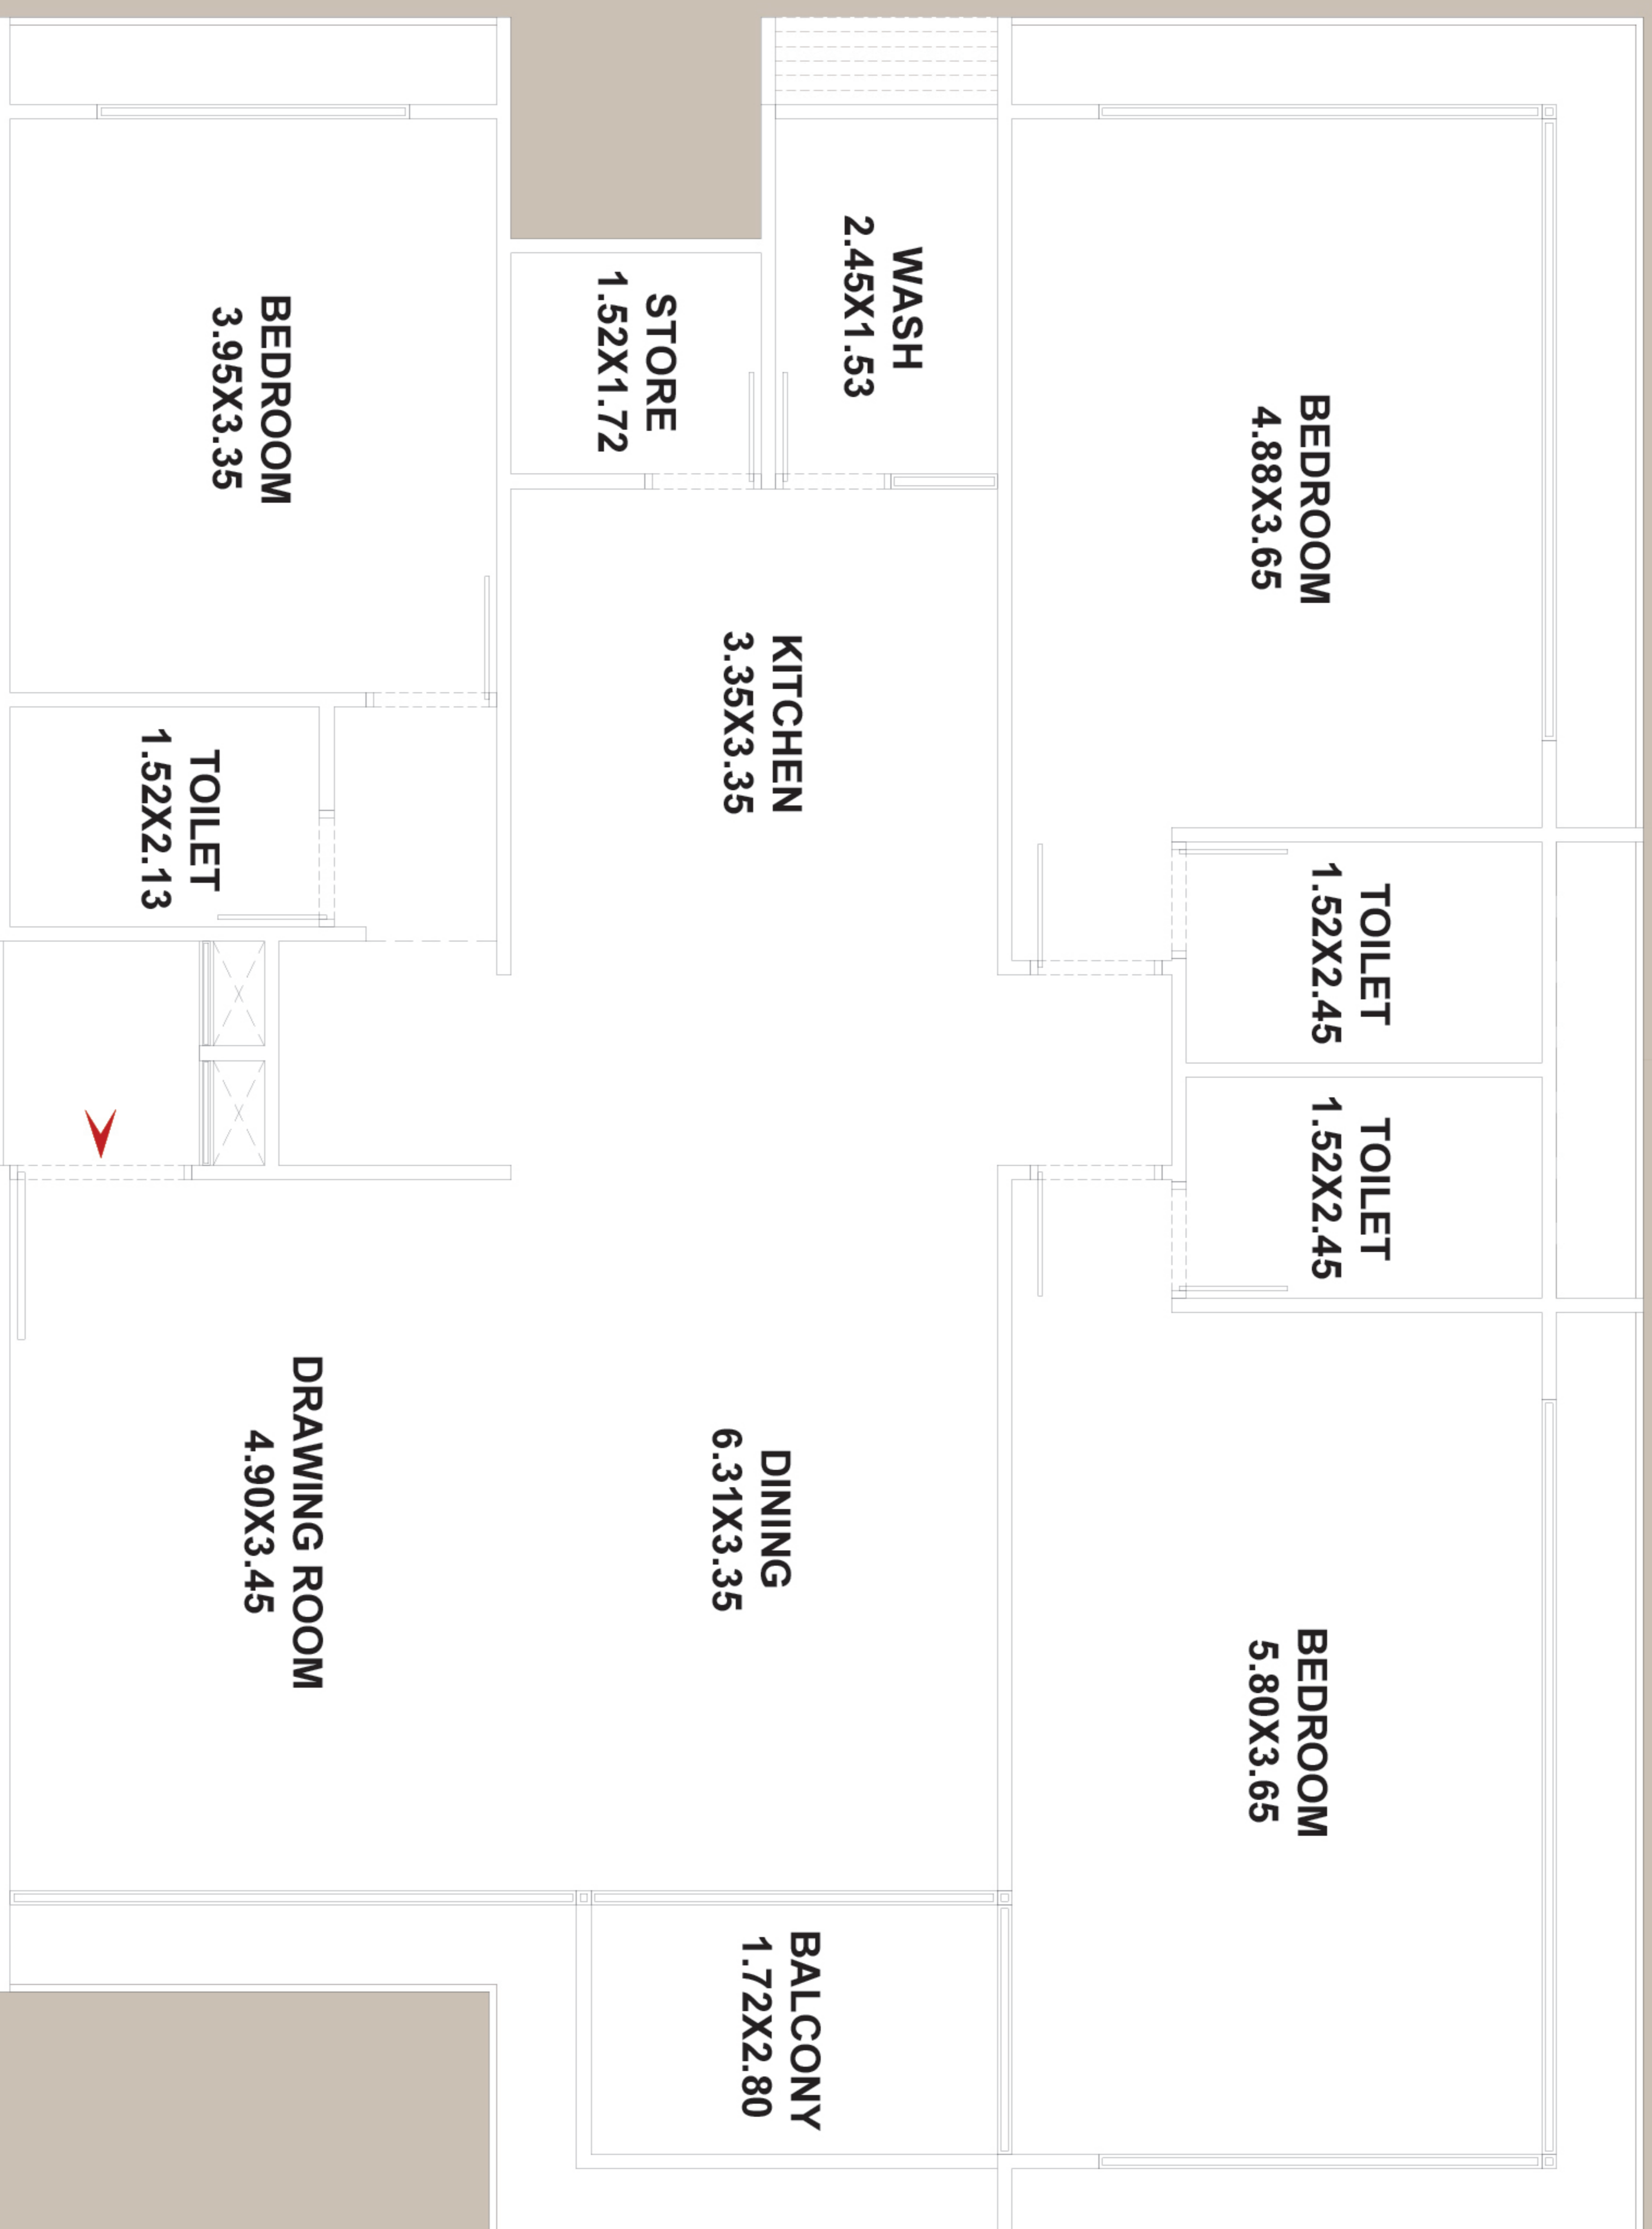 BEDROOM
4.88X3.65
TOILET
1.52X2.45
TOILET
1.52X2.45
BEDROOM
5.80X3.65
WASH
2.45X1.53
STORE
1.52X1.72
KITCHEN
3.35X3.35
DINING
6.31X3.35
BALCONY
1.72X2.80
BEDROOM
3.95X3.35
TOILET
1.52X2.13
DRAWING ROOM
4.90X3.45